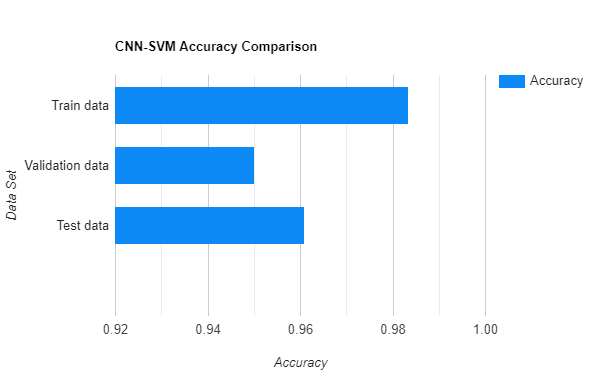 CNN-SVM Accuracy Comparison
Accuracy
Train data
Validation data
Test data
Data Set
0.92 0.94 0.96 0.98 1.00
Accuracy